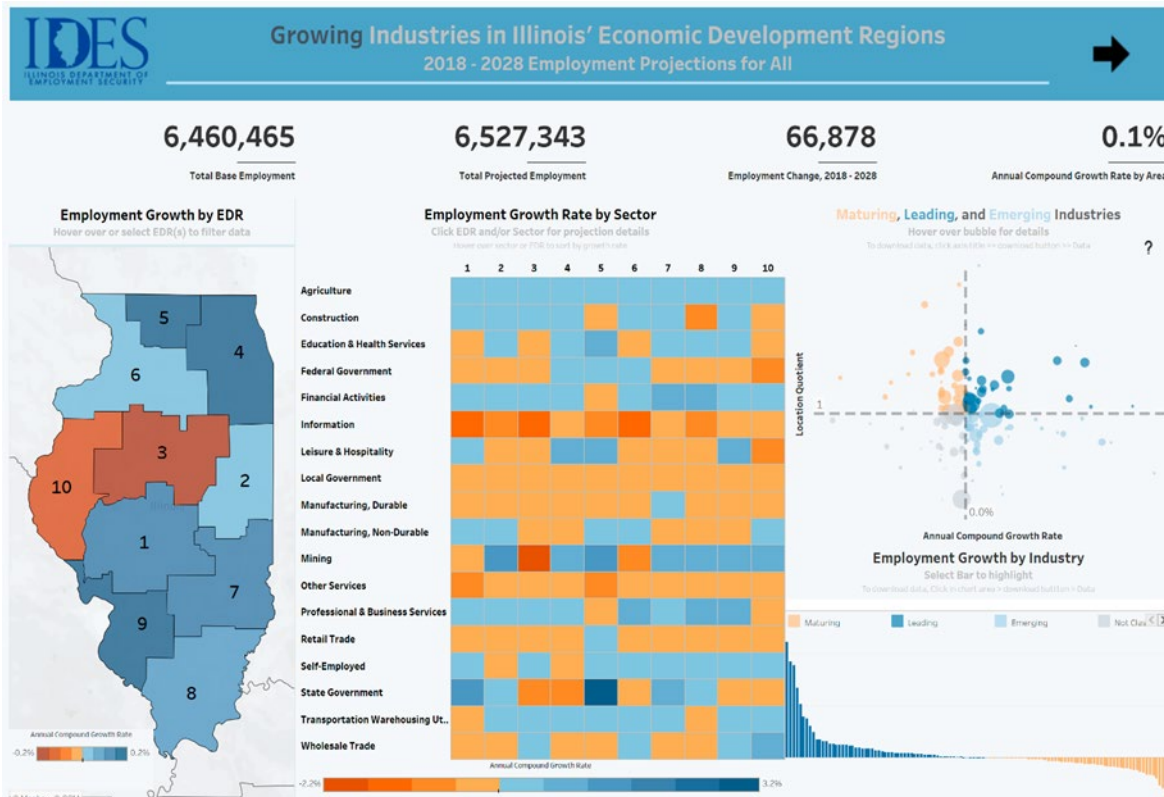 IDES
ILLINOIS DEPARTMENT OF
EMPLOYMENT SECURITY
Growing Industries in Illinois' Economic Development Regions
2018 - 2028 Employment Projections for All
6,460,465
Total Base Employment
6,527,343
Total Projected Employment
66,878
Employment Change, 2018 - 2028
0.1%
Annual Compound Growth Rate by Area
Employment Growth by EDR
Hover over or select EDR(s) to filter data
5
4
6
3
10
2
1
7
9
8
Annual Compound Growth Rate
-0.2%
0.2%
Employment Growth Rate by Sector
Click EDR and/or Sector for projection details
Hover over sector or EDR to sort by growth rate
1 2 3 4 5 6 7 8 9 10
Agriculture
Construction
Education & Health Services
Federal Government
Financial Activities
Information
Leisure & Hospitality
Local Government
Manufacturing, Durable
Manufacturing, Non-Durable
Mining
Other Services
Professional & Business Services
Retail Trade
Self-Employed
State Government
Transportation Warehousing Ut..
Wholesale Trade
Annual Compound Growth Rate
-2.2%
3.2%
Maturing, Leading, and Emerging Industries
Hover over bubble for details
To download data, click axis title >> download button >> Data
?
Location Quotient
1
0.0%
Annual Compound Growth Rate
Employment Growth by Industry
Select Bar to highlight
To download data, Click in chart area > download button > Data
Maturing
Leading
Emerging
Not Clas